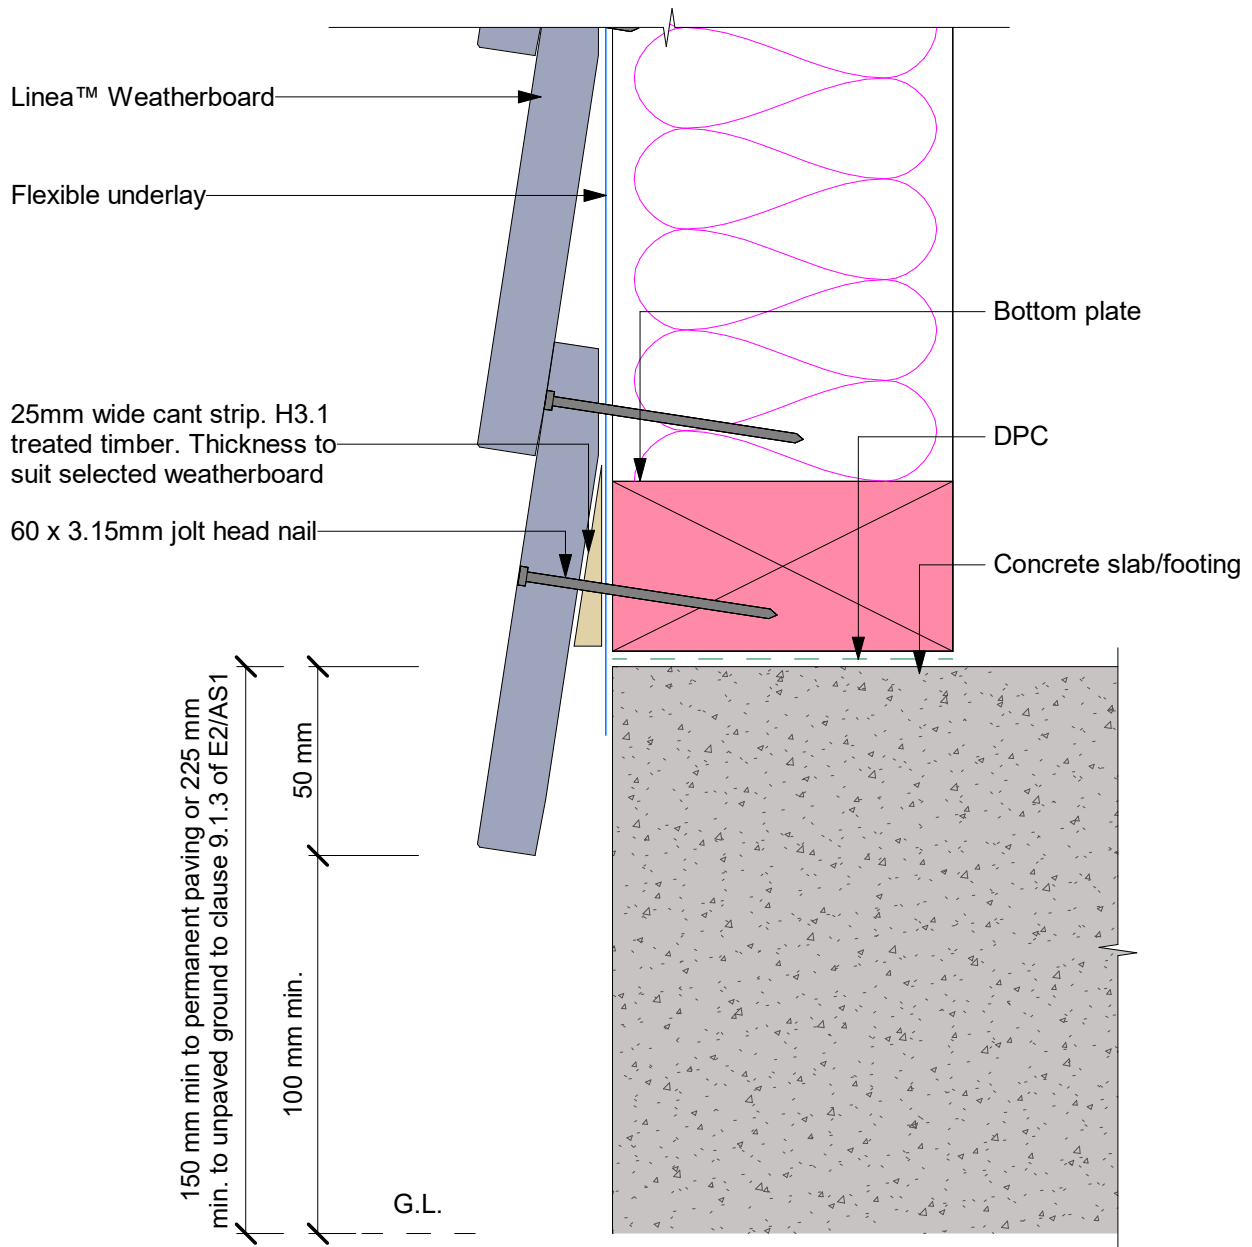 Linea™ Weatherboard
Flexible underlay
Bottom plate
25mm wide cant strip. H3.1
treated timber. Thickness to
suit selected weatherboard
DPC
60 x 3.15mm jolt head nail
Concrete slab/footing
150 mm min to permanent paving or 225 mm
min. to unpaved ground to clause 9.1.3 of E2/AS1
50 mm
100 mm min.
G.L.